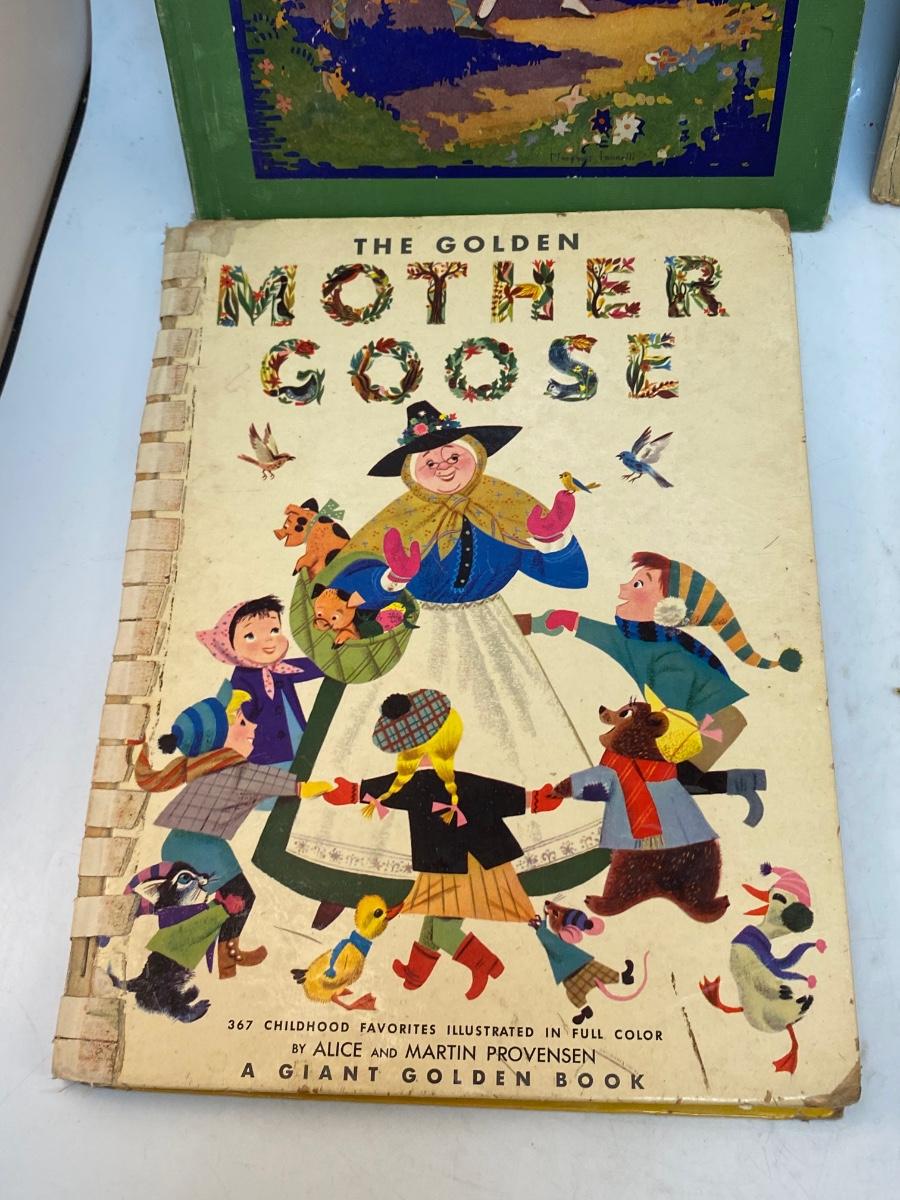 THE GOLDEN
MOTHER
GOOSE
367 CHILDHOOD FAVORITES ILLUSTRATED IN FULL COLOR
BY ALICE AND MARTIN PROVENSEN
A GIANT GOLDEN BOOK